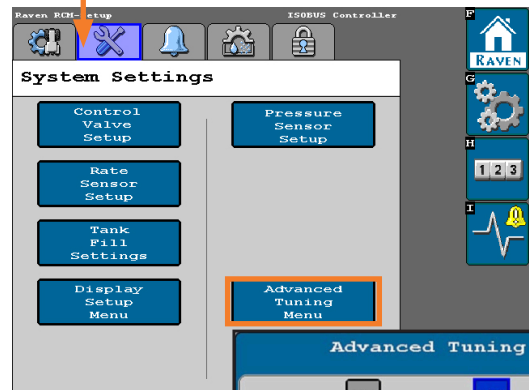 Raven RCM-Setup
ISOBUS Controller
System Settings
Control
Valve
Setup
Pressure
Sensor
Setup
Rate
Sensor
Setup
Tank
Fill
Settings
Display
Setup
Menu
Advanced
Tuning
Menu
Advanced Tuning
F
RAVEN
G
H
1 2 3
I